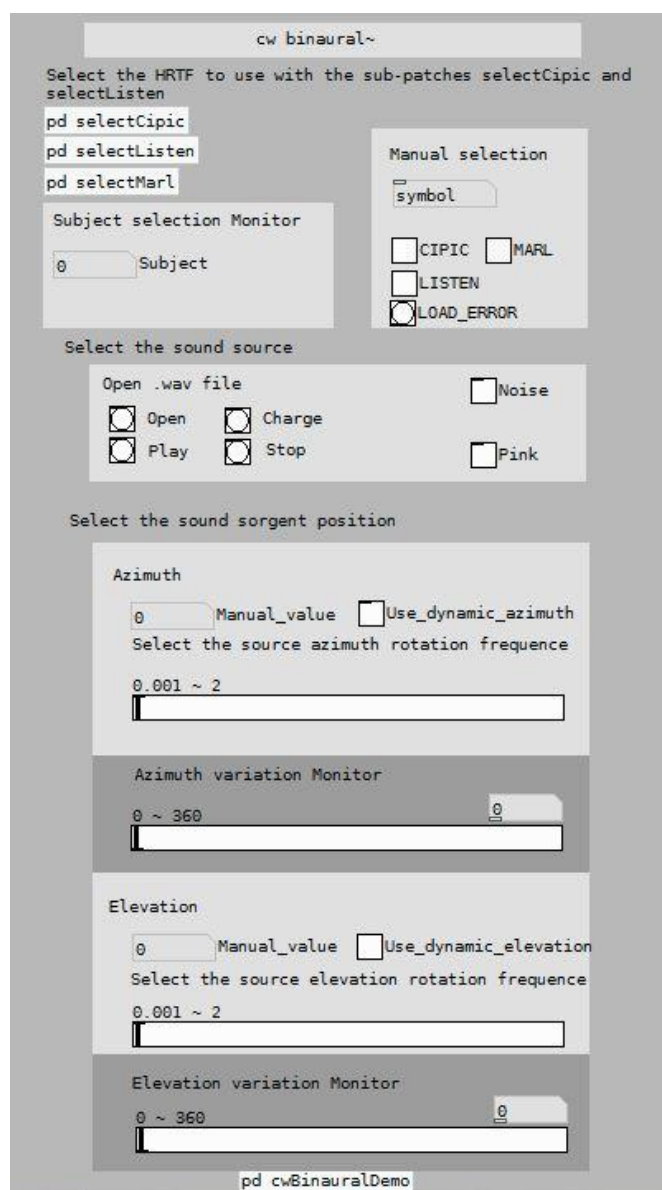 cw binaural~
Select the HRTF to use with the sub-patches selectCipic and
selectListen
pd selectCipic
pd selectListen
pd selectMarl
Manual selection
symbol
CIPIC MARL
LISTEN
LOAD_ERROR
Subject selection Monitor
0 Subject
Select the sound source
Open .wav file
Noise
Open Charge
Play Stop
Pink
Select the sound sorgent position
Azimuth
0 Manual_value Use_dynamic_azimuth
Select the source azimuth rotation frequence
0.001 ~ 2
Azimuth variation Monitor
0 ~ 360 0
Elevation
0 Manual_value Use_dynamic_elevation
Select the source elevation rotation frequence
0.001 ~ 2
Elevation variation Monitor
0 ~ 360 0
pd cwBinauralDemo